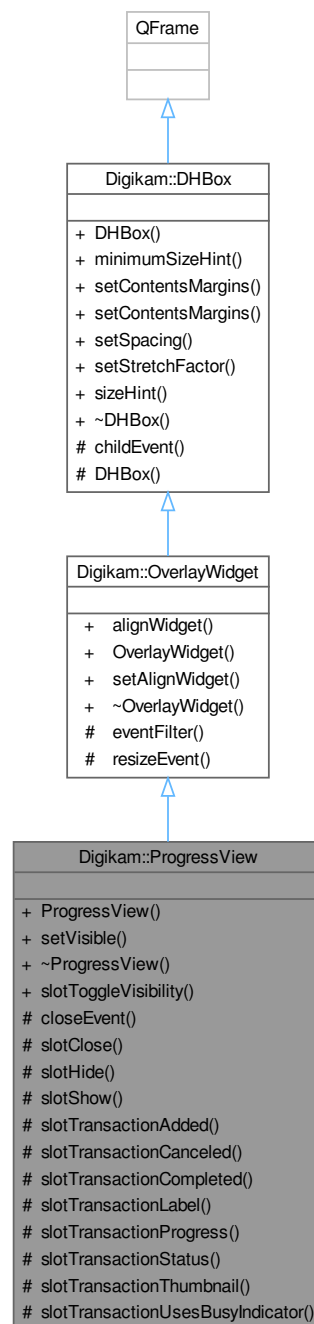 QFrame
Digikam::DHBox
+ DHBox()
+ minimumSizeHint()
+ setContentsMargins()
+ setContentsMargins()
+ setSpacing()
+ setStretchFactor()
+ sizeHint()
+ ~DHBox()
# childEvent()
# DHBox()
Digikam::OverlayWidget
+ alignWidget()
+ OverlayWidget()
+ setAlignWidget()
+ ~OverlayWidget()
# eventFilter()
# resizeEvent()
Digikam::ProgressView
+ ProgressView()
+ setVisible()
+ ~ProgressView()
+ slotToggleVisibility()
# closeEvent()
# slotClose()
# slotHide()
# slotShow()
# slotTransactionAdded()
# slotTransactionCanceled()
# slotTransactionCompleted()
# slotTransactionLabel()
# slotTransactionProgress()
# slotTransactionStatus()
# slotTransactionThumbnail()
# slotTransactionUsesBusyIndicator()